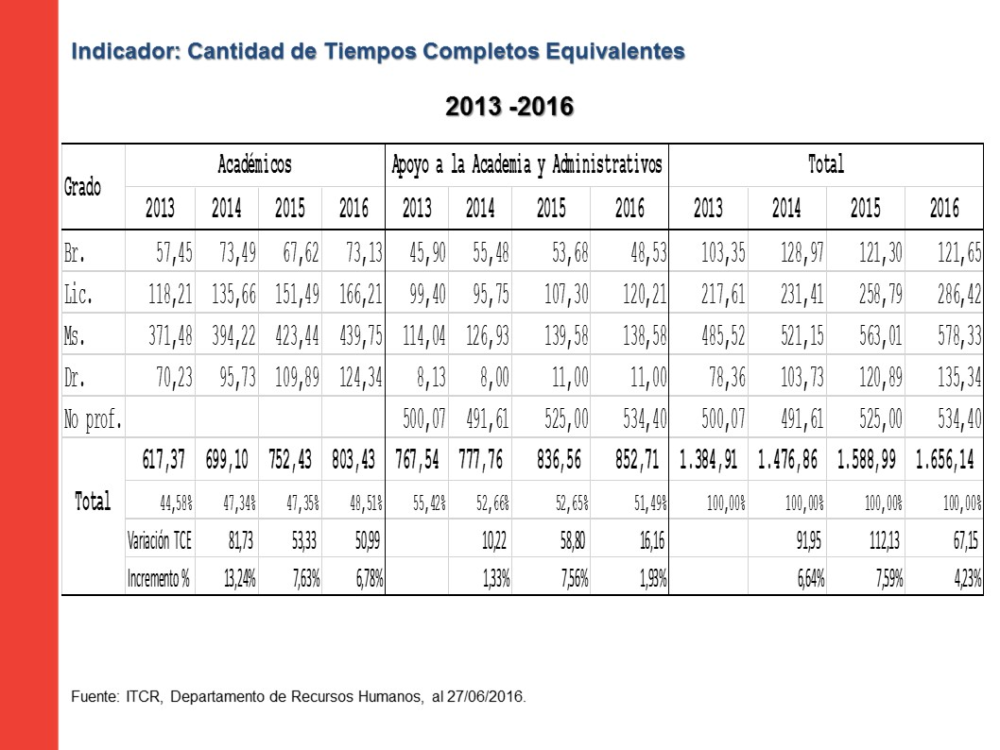 Indicador: Cantidad de Tiempos Completos Equivalentes
2013 -2016
Grado Académicos Apoyo a la Academia y Administrativos Total
2013 2014 2015 2016 2013 2014 2015 2016 2013 2014 2015 2016
Br. 57,45 73,49 67,62 73,13 45,90 55,48 53,68 48,53 103,35 128,97 121,30 121,65
Lic. 118,21 135,66 151,49 166,21 99,40 95,75 107,30 120,21 217,61 231,41 258,79 286,42
Ms. 371,48 394,22 423,44 439,75 114,04 126,93 139,58 138,58 485,52 521,15 563,01 578,33
Dr. 70,23 95,73 109,89 124,34 8,13 8,00 11,00 11,00 78,36 103,73 120,89 135,34
No prof. 500,07 491,61 525,00 534,40 500,07 491,61 525,00 534,40
617,37 699,10 752,43 803,43 767,54 777,76 836,56 852,71 1.384,91 1.476,86 1.588,99 1.656,14
Total 44,58% 47,34% 47,35% 48,51% 55,42% 52,66% 52,65% 51,49% 100,00% 100,00% 100,00% 100,00%
Variación TCE 81,73 53,33 50,99 10,22 58,80 16,16 91,95 112,13 67,15
Incremento % 13,24% 7,63% 6,78% 1,33% 7,56% 1,93% 6,64% 7,59% 4,23%
Fuente: ITCR, Departamento de Recursos Humanos, al 27/06/2016.